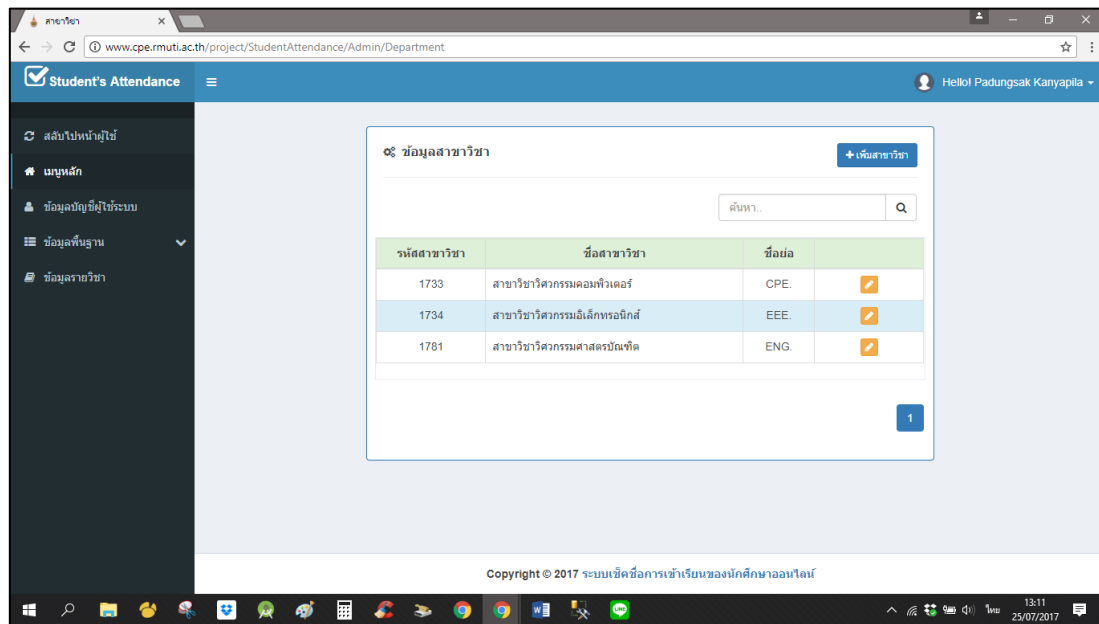 สาขาวิชา
www.cpe.rmuti.ac.th/project/StudentAttendance/Admin/Department
Student's Attendance
Hello! Padungsak Kanyapila
สลับไปหน้าผู้ใช้
เมนูหลัก
ข้อมูลบัญชีผู้ใช้ระบบ
ข้อมูลพื้นฐาน
ข้อมูลรายวิชา
ข้อมูลสาขาวิชา
เพิ่มสาขาวิชา
ค้นหา..
รหัสสาขาวิชา ชื่อสาขาวิชา ชื่อย่อ
1733 สาขาวิชาวิศวกรรมคอมพิวเตอร์ CPE.
1734 สาขาวิชาวิศวกรรมอิเล็กทรอนิกส์ EEE.
1781 สาขาวิชาวิศวกรรมศาสตรบัณฑิต ENG.
1
Copyright © 2017 ระบบเช็คชื่อการเข้าเรียนของนักศึกษาออนไลน์
LINE
ไทย
13:11
25/07/2017